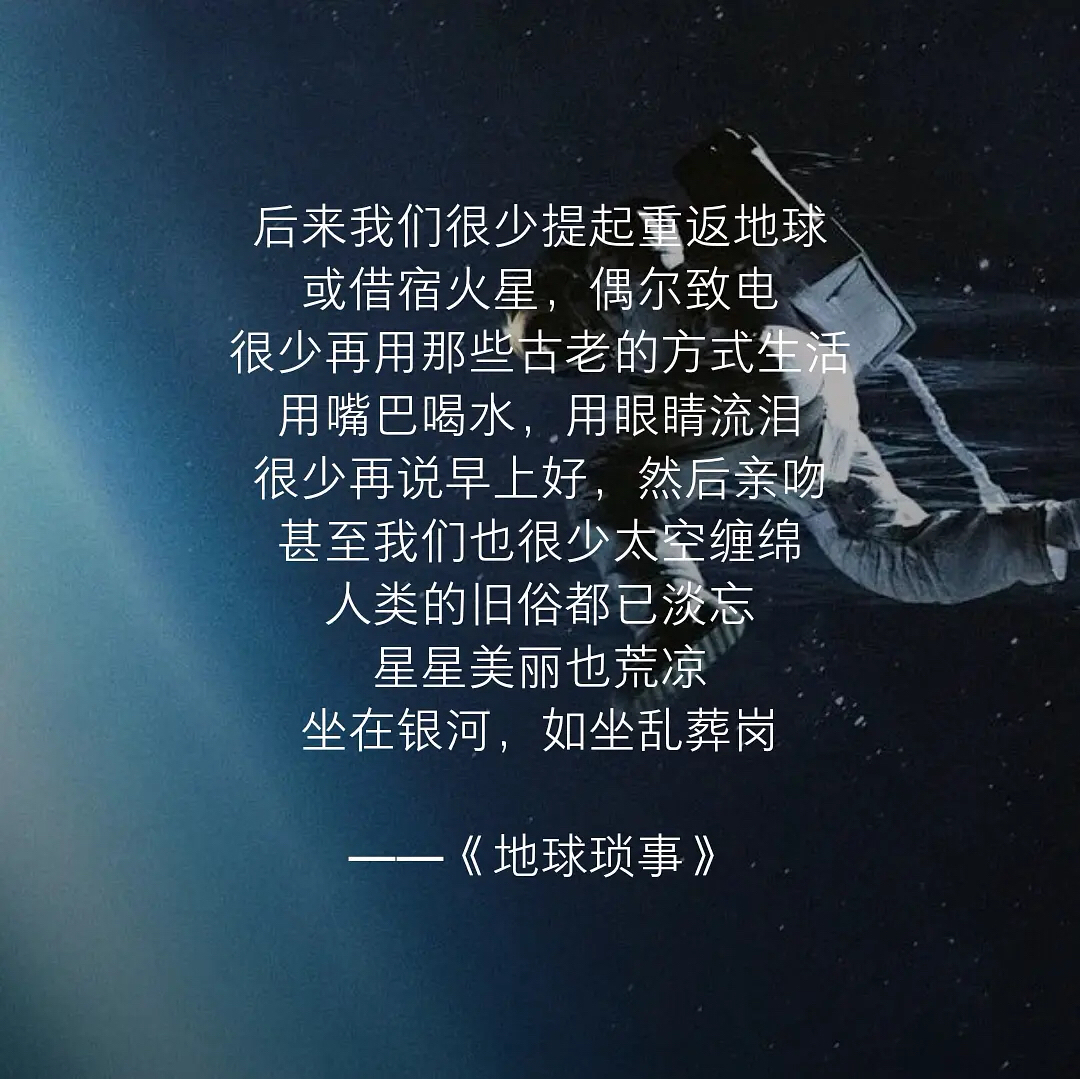 后来我们很少提起重返地球
或借宿火星，偶尔致电
很少再用那些古老的方式生活
用嘴巴喝水，用眼睛流泪
很少再说早上好，然后亲吻
甚至我们也很少太空缠绵
人类的旧俗都已淡忘
星星美丽也荒凉
坐在银河，如坐乱葬岗
——《地球琐事》